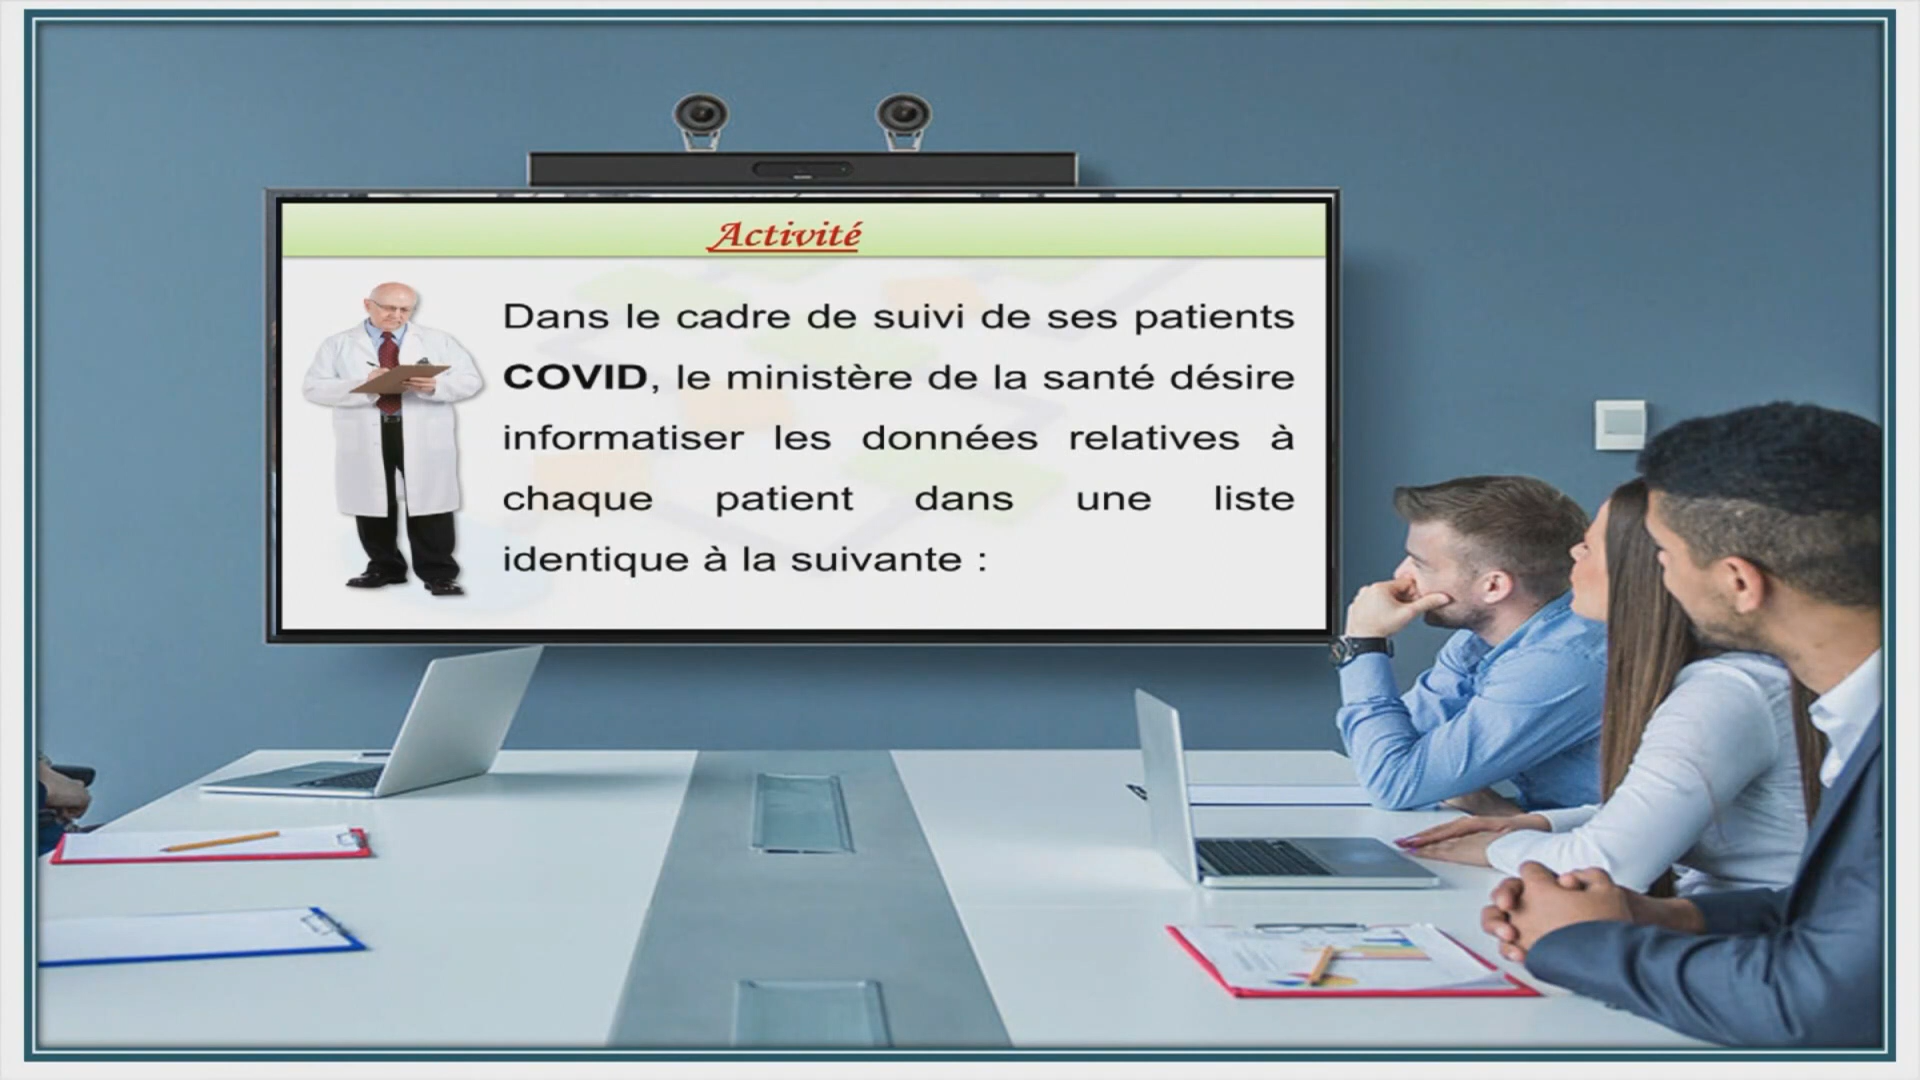 Activité
Dans le cadre de suivi de ses patients
COVID, le ministère de la santé désire
informatiser les données relatives à
chaque patient dans une liste
identique à la suivante :